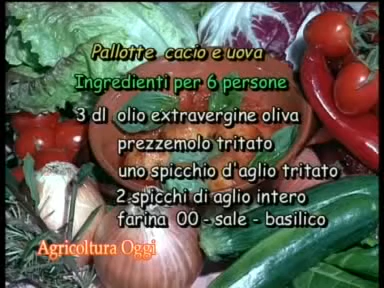 Pallotte cacio e uova
Ingredienti per 6 persone
3 dl olio extravergine oliva
prezzemolo tritato
uno spicchio d'aglio tritato
2 spicchi di aglio intero
farina 00 - sale - basilico
Agricoltura Oggi